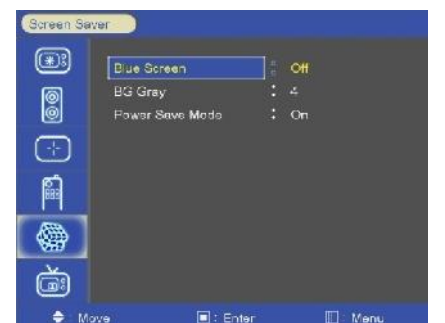 Screen Saver
Blue Screen : Off
BG Gray : 4
Power Save Mode : On
: Move : Enter : Menu